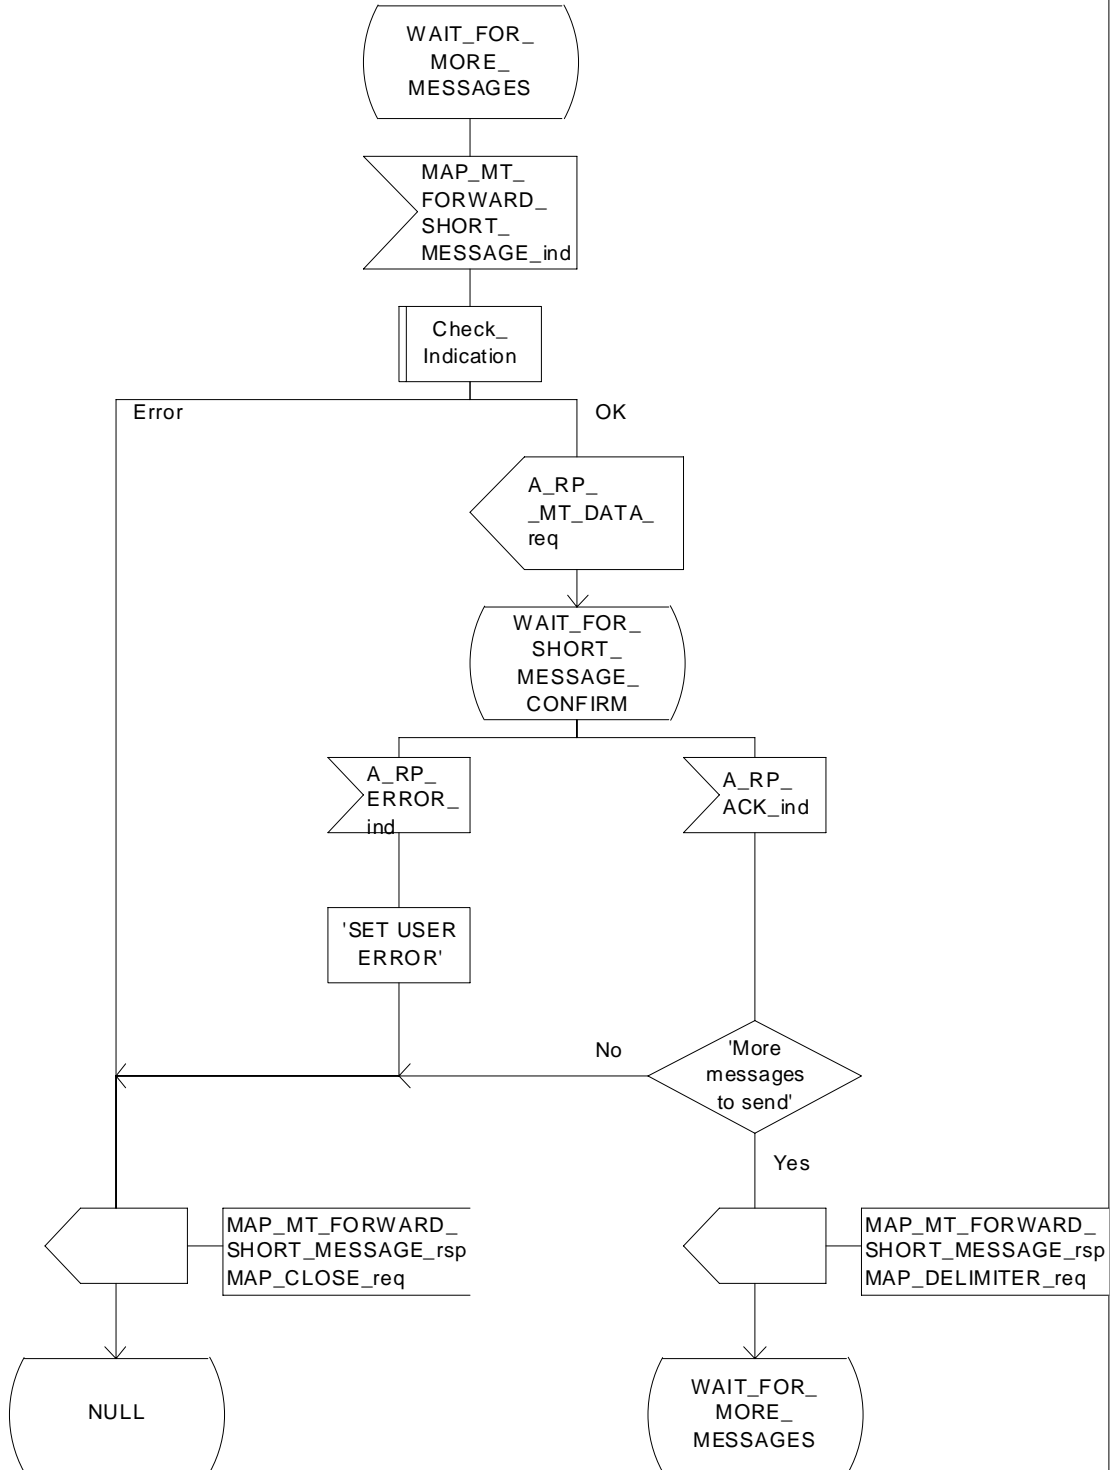 WAIT_FOR_
MORE_
MESSAGES
MAP_MT_
FORWARD_
SHORT_
MESSAGE_ind
Check_
Indication
Error
OK
A_RP_
_MT_DATA_
req
WAIT_FOR_
SHORT_
MESSAGE_
CONFIRM
A_RP_
ERROR_
ind
A_RP_
ACK_ind
'SET USER
ERROR'
No
'More
messages
to send'
Yes
MAP_MT_FORWARD_
SHORT_MESSAGE_rsp
MAP_CLOSE_req
MAP_MT_FORWARD_
SHORT_MESSAGE_rsp
MAP_DELIMITER_req
NULL
WAIT_FOR_
MORE_
MESSAGES